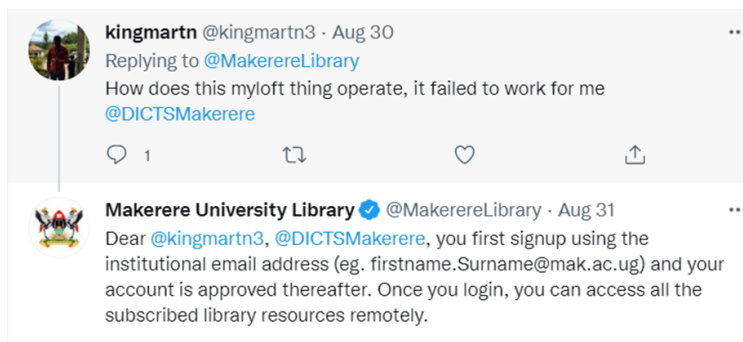 kingmartn @kingmartn3 · Aug 30
Replying to @MakerereLibrary
How does this myloft thing operate, it failed to work for me
@DICTSMakerere
1
Makerere University Library @MakerereLibrary · Aug 31
Dear @kingmartn3, @DICTSMakerere, you first signup using the
institutional email address (eg. firstname.Surname@mak.ac.ug) and your
account is approved thereafter. Once you login, you can access all the
subscribed library resources remotely.